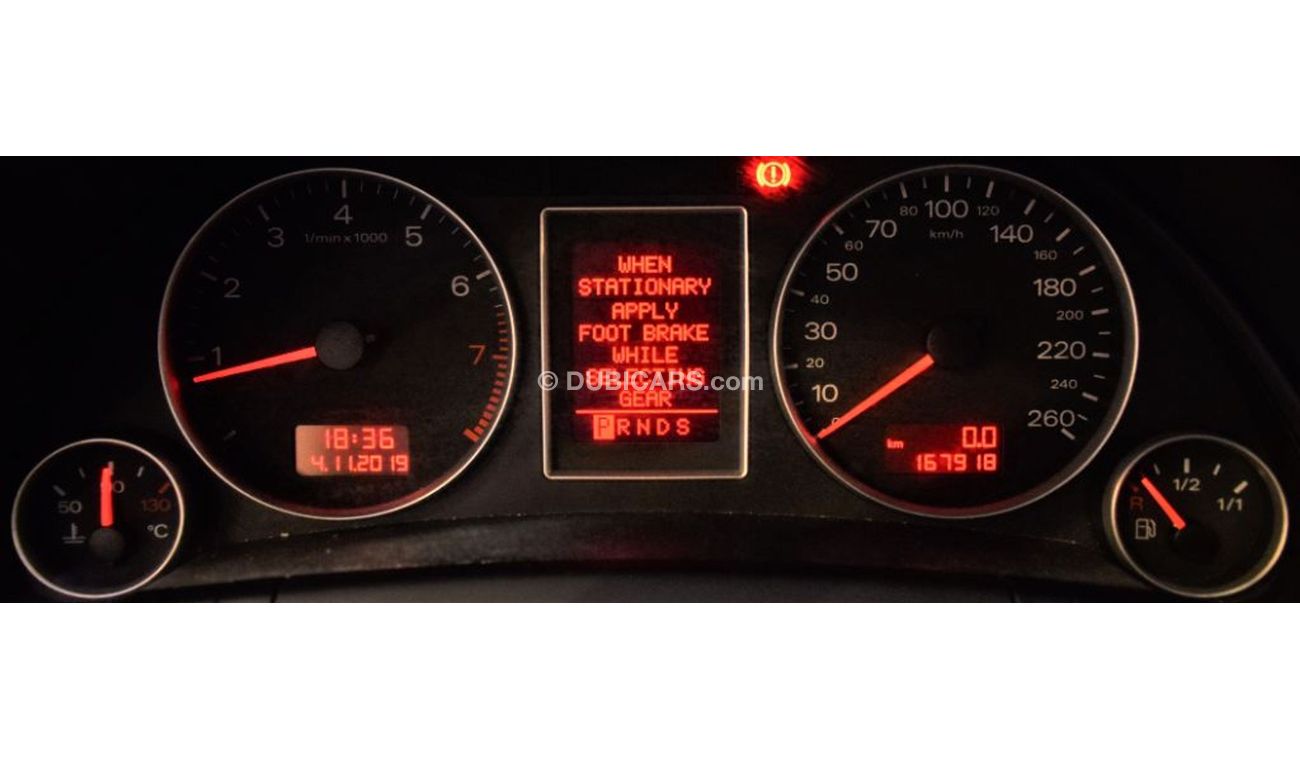 1
2
3
4
5
6
7
1/min x 1000
18:36
4.11.2019
50
130
°C
WHEN
STATIONARY
APPLY
FOOT BRAKE
WHILE
SELECTING
GEAR
PRNDS
© DUBICARS.com
0
10
20
30
40
50
60
70
80
100
120
140
160
180
200
220
240
260
km/h
km
0.0
167918
R
1/2
1/1